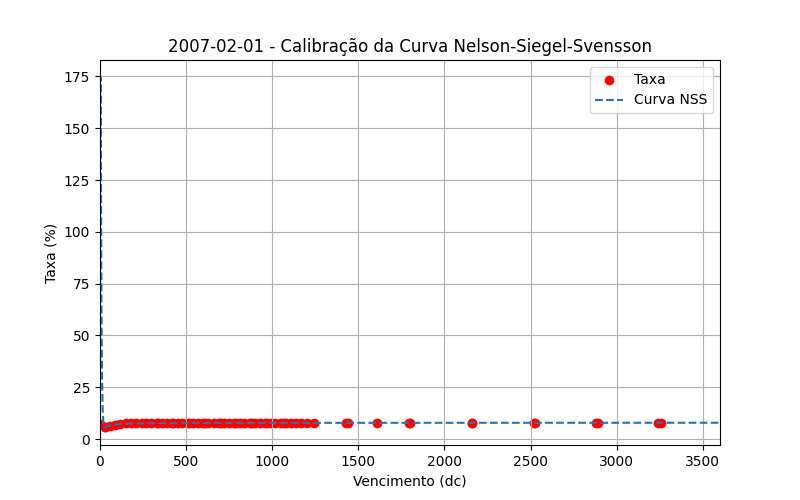 2007-02-01 - Calibração da Curva Nelson-Siegel-Svensson
Taxa
Curva NSS
Taxa (%)
175
150
125
100
75
50
25
0
0 500 1000 1500 2000 2500 3000 3500
Vencimento (dc)